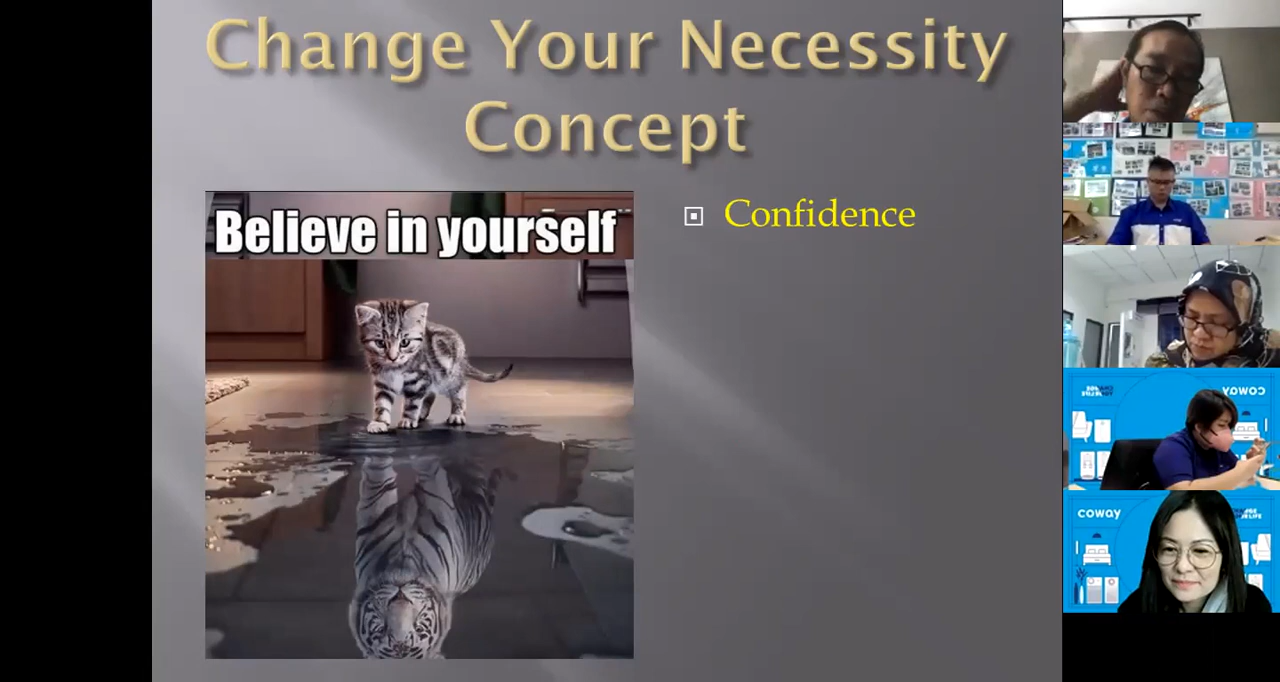 Change Your Necessity
Concept
Believe in yourself
Confidence
coway
coway